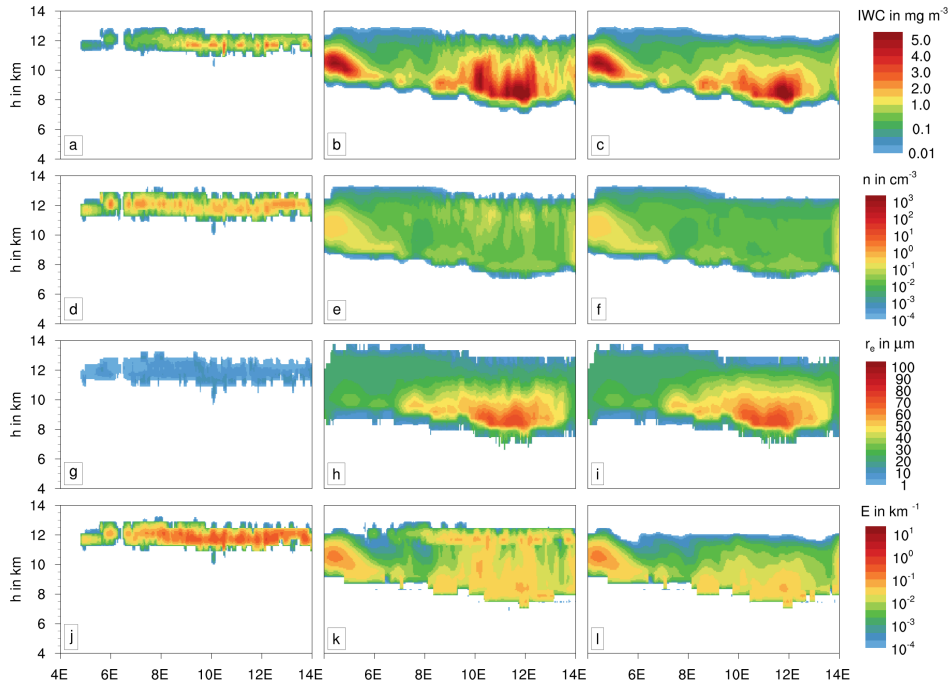 14
12
10
8
6
4
h in km
a
b
c
IWC in mg m-3
5.0
4.0
3.0
2.0
1.0
0.1
0.01
14
12
10
8
6
4
h in km
d
e
f
n in cm-3
10^3
10^2
10^1
10^0
10^-1
10^-2
10^-3
10^-4
14
12
10
8
6
4
h in km
g
h
i
re in μm
100
90
80
70
60
50
40
30
20
10
1
14
12
10
8
6
4
h in km
j
k
l
E in km-1
10^1
10^0
10^-1
10^-2
10^-3
10^-4
4E 6E 8E 10E 12E 14E 6E 8E 10E 12E 14E 6E 8E 10E 12E 14E